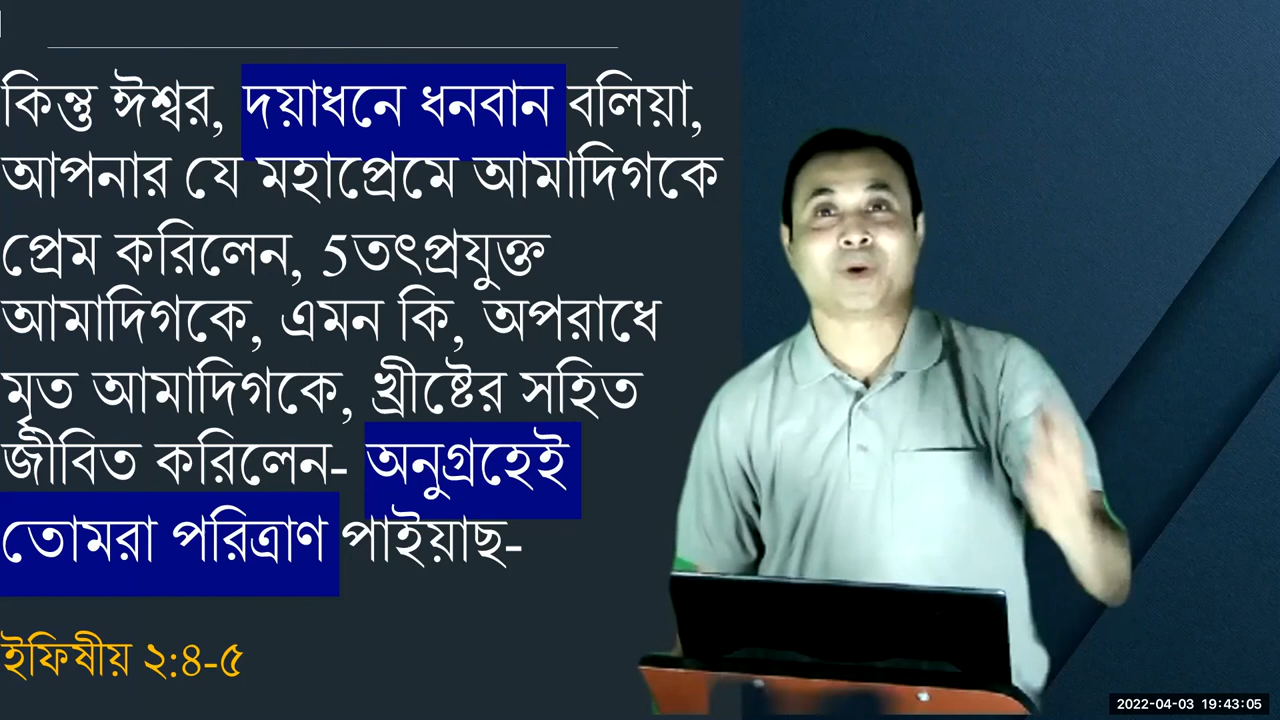 কিন্তু ঈশ্বর, দয়াধনে ধনবান বলিয়া,
আপনার যে মহাপ্রেমে আমাদিগকে
প্রেম করিলেন, 5তৎপ্রযুক্ত
আমাদিগকে, এমন কি, অপরাধে
মৃত আমাদিগকে, খ্রীষ্টের সহিত
জীবিত করিলেন- অনুগ্রহেই
তোমরা পরিত্রাণ পাইয়াছ-
ইফিষীয় ২:৪-৫
2022-04-03 19:43:05